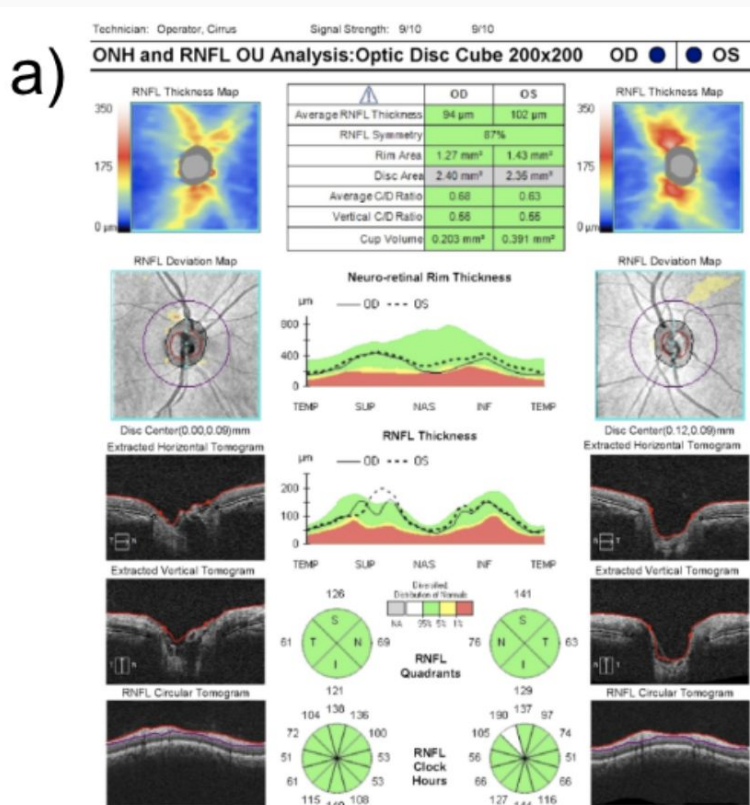 Technician: Operator, Cirrus Signal Strength: 9/10 9/10
a)
ONH and RNFL OU Analysis:Optic Disc Cube 200x200 OD OS
RNFL Thickness Map
350
175
0 µm
OD OS
Average RNFL Thickness 94 µm 102 µm
RNFL Symmetry 87%
Rim Area 1.27 mm² 1.43 mm²
Disc Area 2.40 mm² 2.35 mm²
Average C/D Ratio 0.68 0.63
Vertical C/D Ratio
Cup Volume 0.203 mm³ 0.391 mm³
RNFL Thickness Map
350
175
0 µm
RNFL Deviation Map
Disc Center(0.00,0.09)mm
Neuro-retinal Rim Thickness
µm OD OS
800
400
0
TEMP SUP NAS INF TEMP
RNFL Deviation Map
Disc Center(0.12,0.09)mm
Extracted Horizontal Tomogram
T N
RNFL Thickness
µm OD OS
200
100
0
TEMP SUP NAS INF TEMP
Extracted Horizontal Tomogram
N T
Extracted Vertical Tomogram
T N
Diversified:
Distribution of Normals
NA 95% 5% 1%
126
S
61 T N 69
I
121
RNFL
Quadrants
141
S
76 N T 63
I
129
Extracted Vertical Tomogram
N T
RNFL Circular Tomogram
138
104 136
72 100
51 53
61 53
115 108
RNFL
Clock
Hours
137
190 97
105 74
56 51
66 66
127 116
RNFL Circular Tomogram